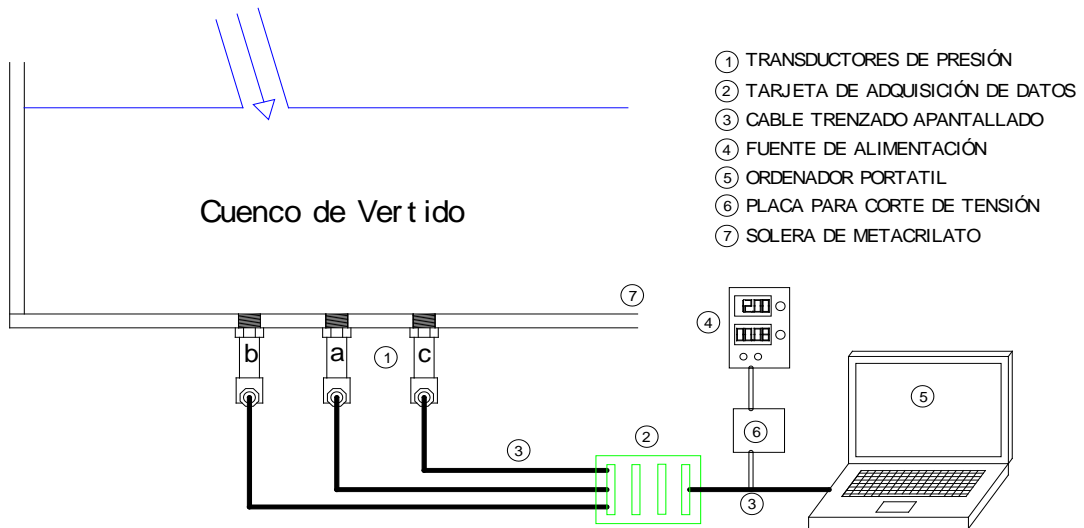 ① TRANSDUCTORES DE PRESIÓN
② TARJETA DE ADQUISICIÓN DE DATOS
③ CABLE TRENZADO APANTALLADO
④ FUENTE DE ALIMENTACIÓN
⑤ ORDENADOR PORTATIL
⑥ PLACA PARA CORTE DE TENSIÓN
⑦ SOLERA DE METACRILATO
Cuenco de Vertido
⑦
④
b
a
①
c
⑤
③
②
⑥
③